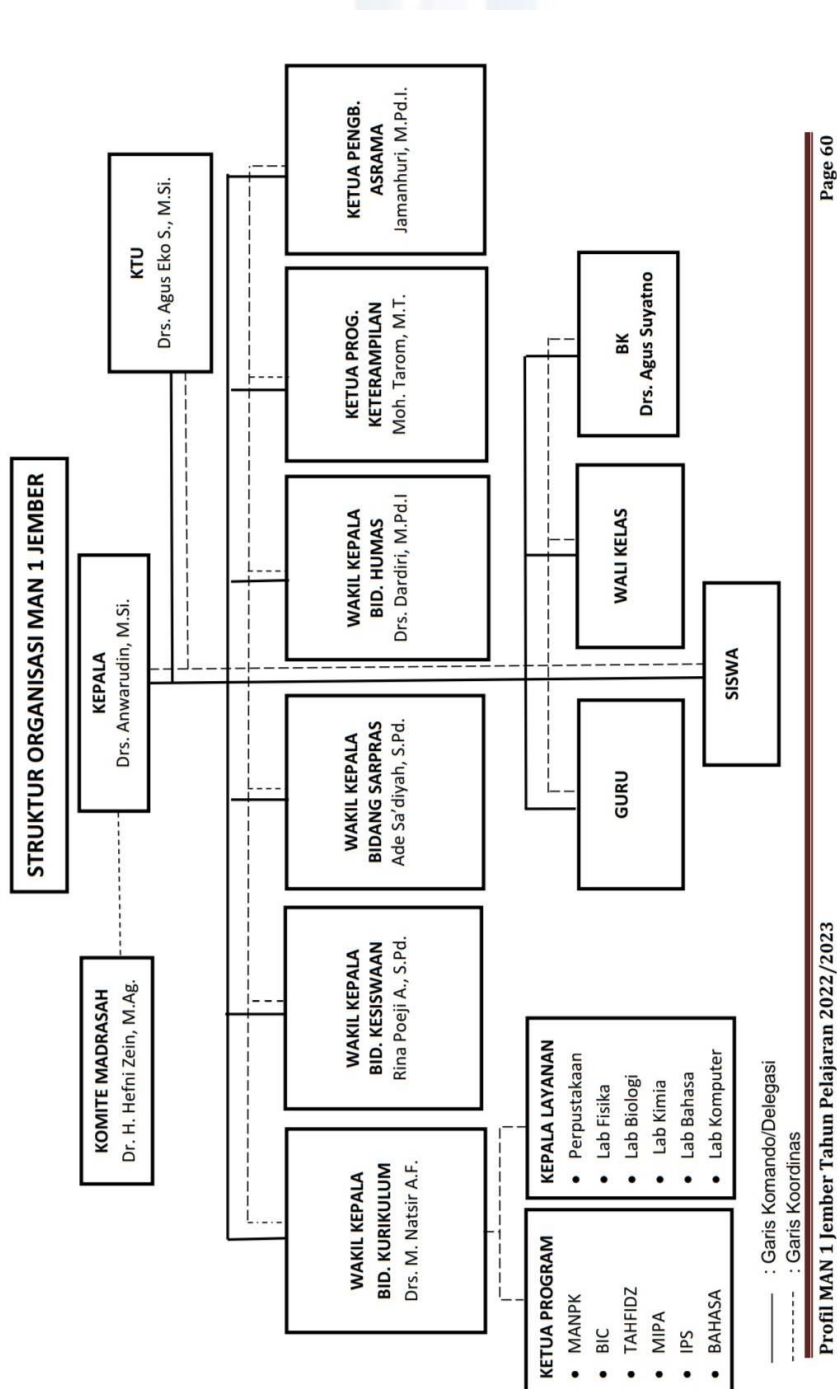 STRUKTUR ORGANISASI MAN 1 JEMBER
KOMITE MADRASAH
Dr. H. Hefni Zein, M.Ag.
KEPALA
Drs. Anwarudin, M.Si.
KTU
Drs. Agus Eko S., M.Si.
WAKIL KEPALA
BID. KURIKULUM
Drs. M. Natsir A.F.
WAKIL KEPALA
BID. KESISWAAN
Rina Poeji A., S.Pd.
WAKIL KEPALA
BIDANG SARPRAS
Ade Sa'diyah, S.Pd.
WAKIL KEPALA
BID. HUMAS
Drs. Dardiri, M.Pd.I
KETUA PROG.
KETERAMPILAN
Moh. Tarom, M.T.
KETUA PENGB.
ASRAMA
Jamanhuri, M.Pd.I.
KETUA PROGRAM
• MANPK
• BIC
• TAHFIDZ
• MIPA
• IPS
• BAHASA
KEPALA LAYANAN
• Perpustakaan
• Lab Fisika
• Lab Biologi
• Lab Kimia
• Lab Bahasa
• Lab Komputer
GURU
WALI KELAS
BK
Drs. Agus Suyatno
SISWA
: Garis Komando/Delegasi
: Garis Koordinas
Profil MAN 1 Jember Tahun Pelajaran 2022/2023
Page 60